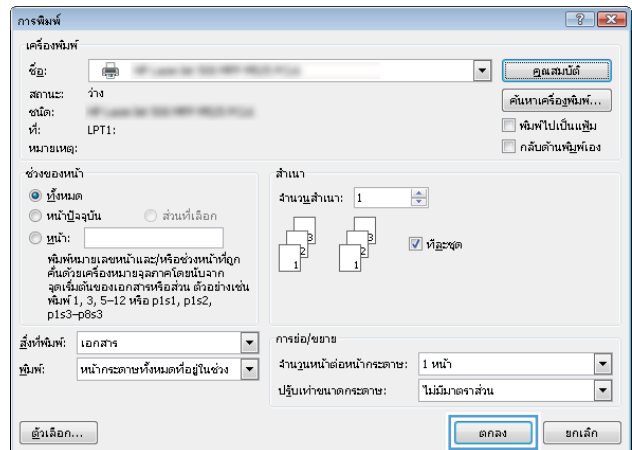 การพิมพ์
เครื่องพิมพ์
ชื่อ:
คุณสมบัติ
สถานะ: ว่าง
ค้นหาเครื่องพิมพ์...
ชนิด:
ที่: LPT1:
พิมพ์ไปเป็นแฟ้ม
หมายเหตุ:
กลับด้านพิมพ์เอง
ช่วงของหน้า
ทั้งหมด
หน้าปัจจุบัน ส่วนที่เลือก
หน้า:
พิมพ์หมายเลขหน้าและ/หรือช่วงหน้าที่ถูก
คั่นด้วยเครื่องหมายจุลภาคโดยนับจาก
จุดเริ่มต้นของเอกสารหรือส่วน ตัวอย่างเช่น
พิมพ์ 1, 3, 5–12 หรือ p1s1, p1s2,
p1s3–p8s3
สำเนา
จำนวนสำเนา: 1
3 3
2 2
1 1
ทีละชุด
สิ่งที่พิมพ์: เอกสาร
พิมพ์: หน้ากระดาษทั้งหมดที่อยู่ในช่วง
การย่อ/ขยาย
จำนวนหน้าต่อหน้ากระดาษ: 1 หน้า
ปรับเท่าขนาดกระดาษ: ไม่มีมาตราส่วน
ตัวเลือก...
ตกลง
ยกเลิก